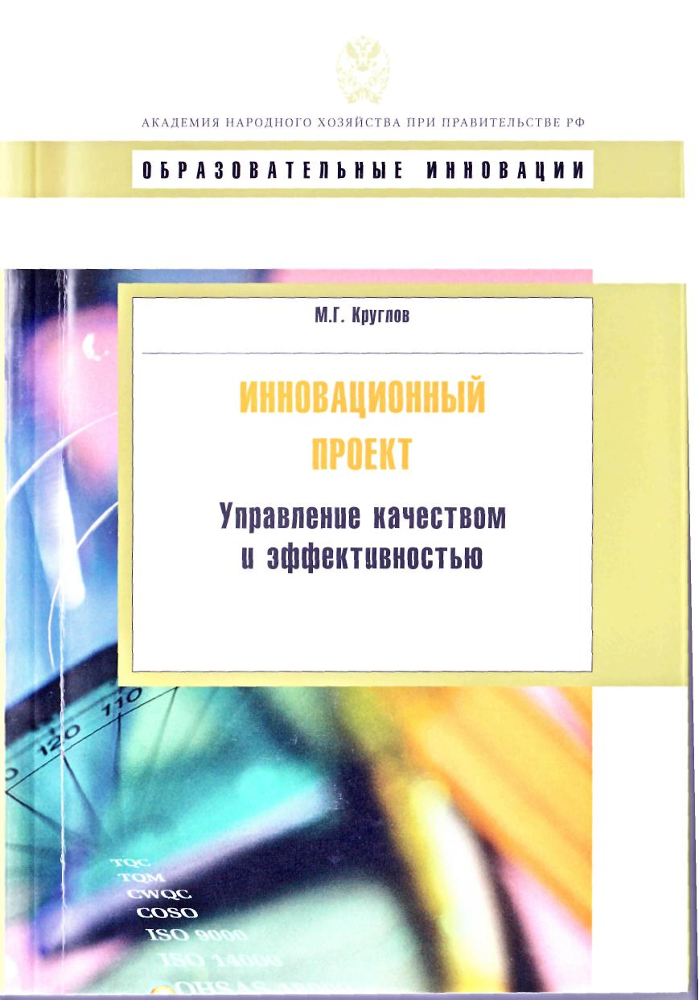 АКАДЕМИЯ НАРОДНОГО ХОЗЯЙСТВА ПРИ ПРАВИТЕЛЬСТВЕ РФ
ОБРАЗОВАТЕЛЬНЫЕ ИННОВАЦИИ
М.Г. Круглов
ИННОВАЦИОННЫЙ
ПРОЕКТ
Управление качеством
и эффективностью
110
120
TQC
TQM
CWQC
COSO
ISO 9000
ISO 14000
OHSAS 18000